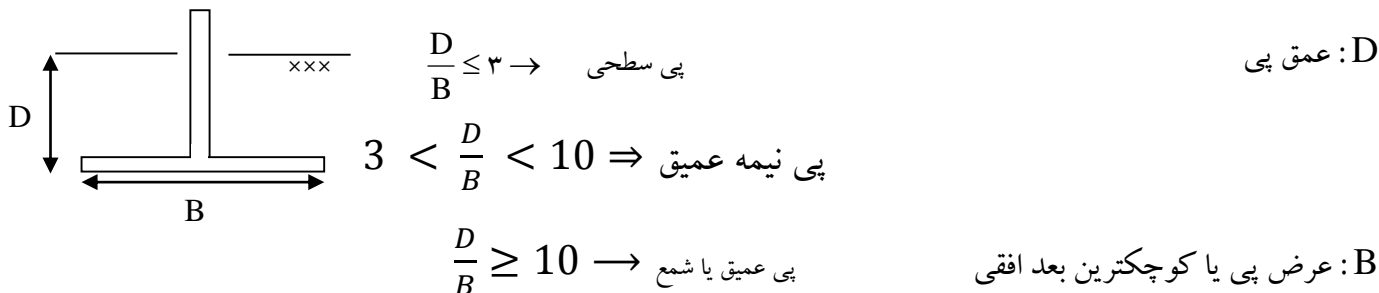 D: عمق پی
D/B ≤ ۳ → پی سطحی
×××
D
3 < D/B < 10 ⇒ پی نیمه عمیق
B
B: عرض پی یا کوچکترین بعد افقی
D/B ≥ 10 ⟶ پی عمیق یا شمع